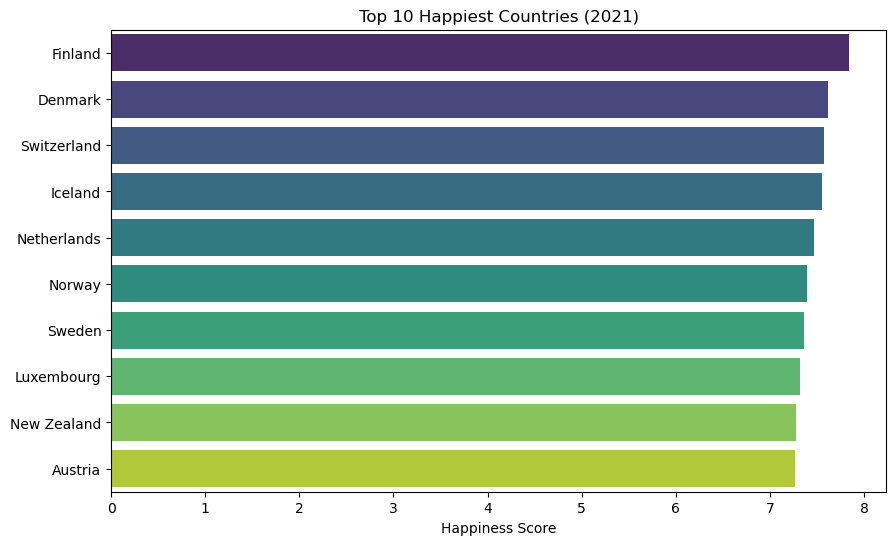 Top 10 Happiest Countries (2021)
Finland
Denmark
Switzerland
Iceland
Netherlands
Norway
Sweden
Luxembourg
New Zealand
Austria
0 1 2 3 4 5 6 7 8
Happiness Score